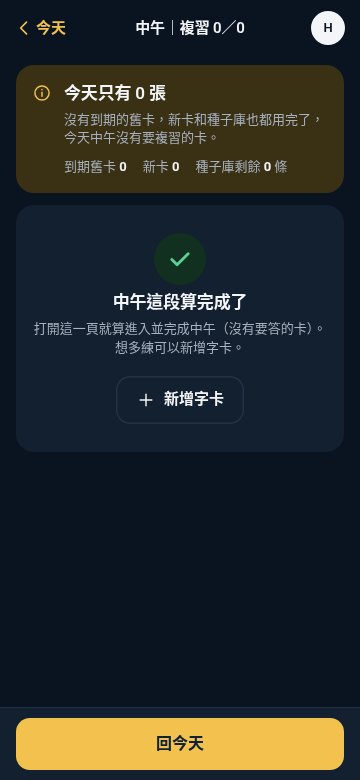 今天
中午｜複習 0／0
H
今天只有 0 張
沒有到期的舊卡，新卡和種子庫也都用完了，
今天中午沒有要複習的卡。
到期舊卡 0 新卡 0 種子庫剩餘 0 條
中午這段算完成了
打開這一頁就算進入並完成中午（沒有要答的卡）。
想多練可以新增字卡。
新增字卡
回今天